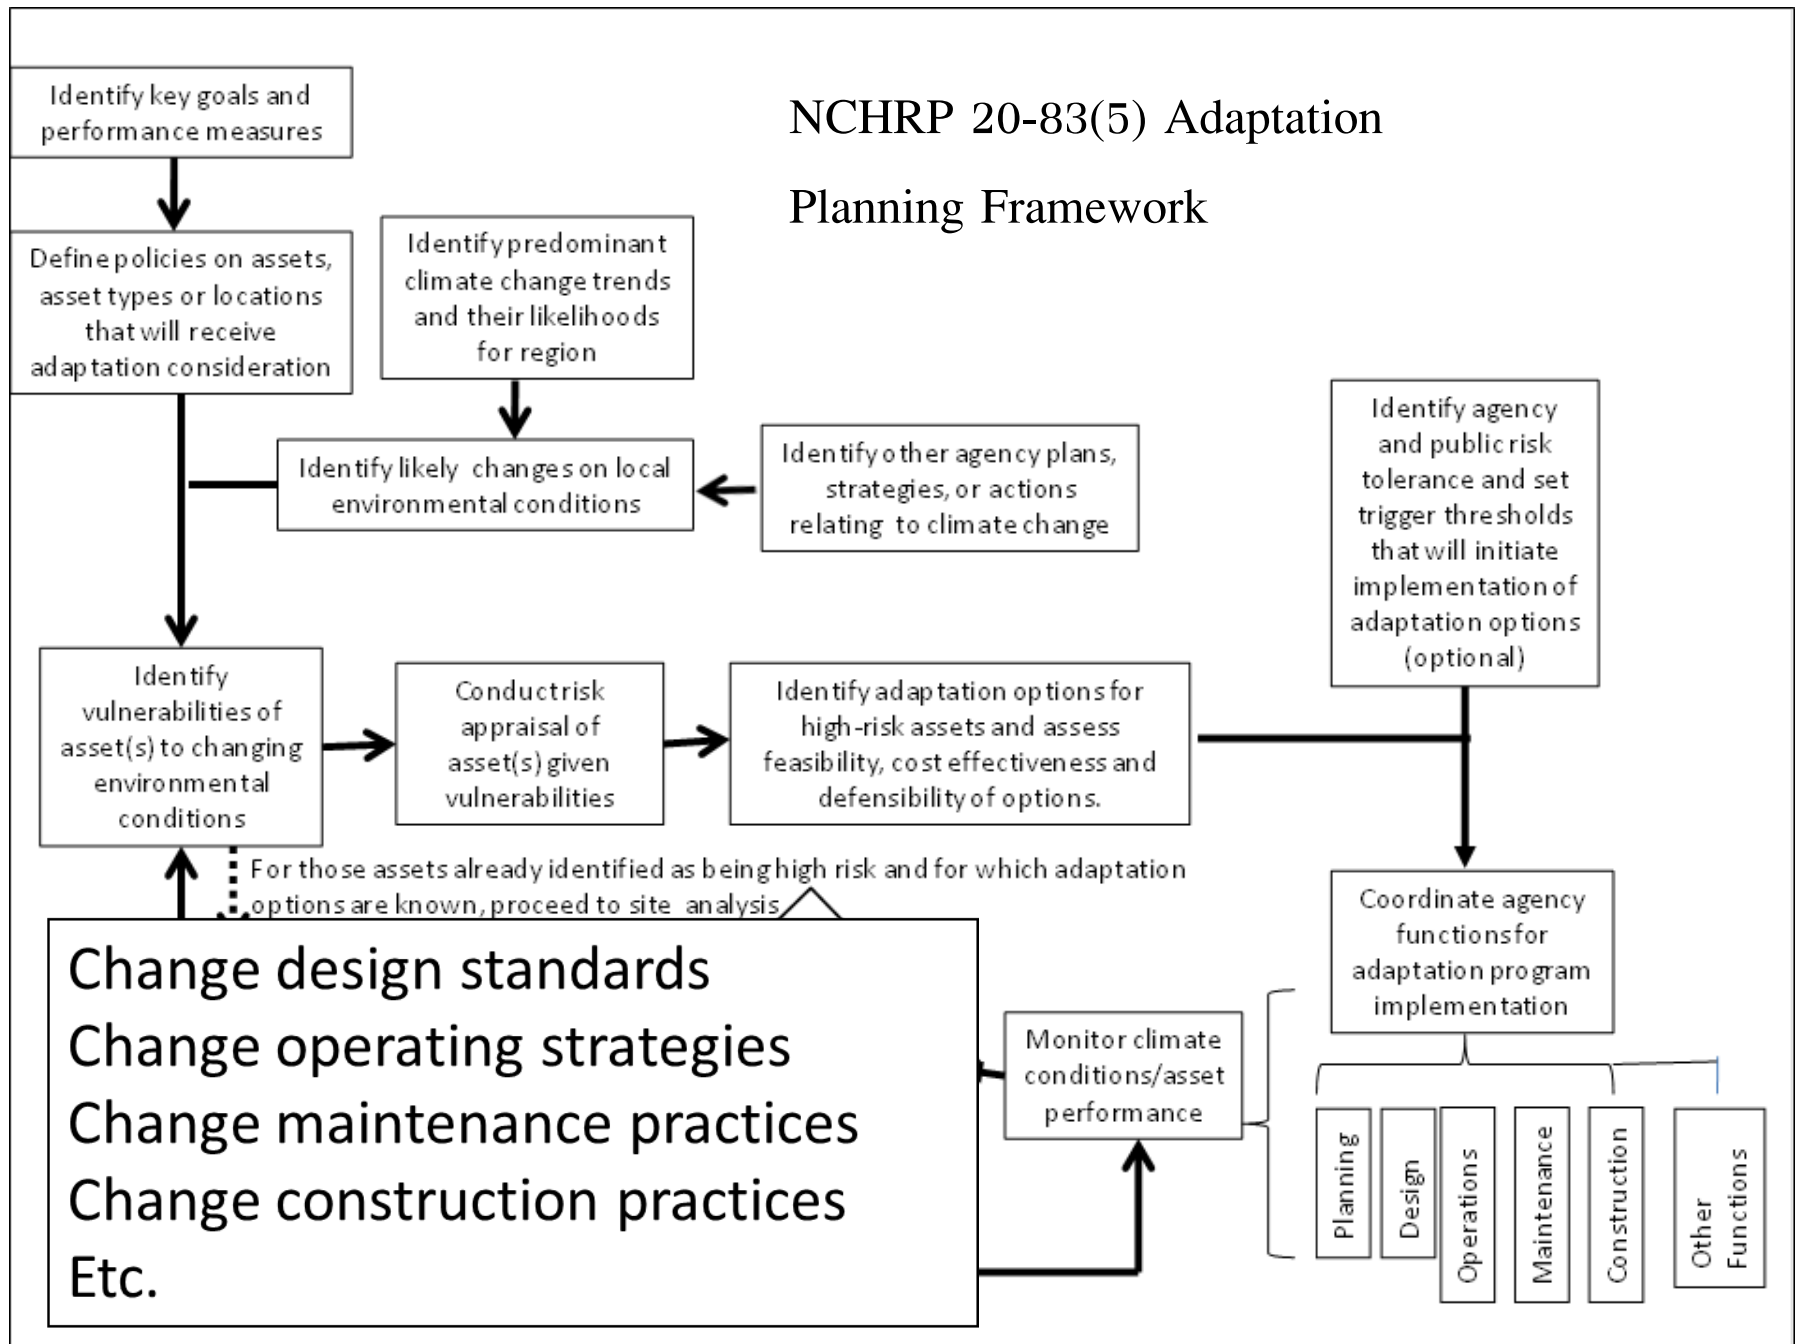 NCHRP 20-83(5) Adaptation
Planning Framework
Identify key goals and
performance measures
Define policies on assets,
asset types or locations
that will receive
adaptation consideration
Identify predominant
climate change trends
and their likelihoods
for region
Identify likely changes on local
environmental conditions
Identify other agency plans,
strategies, or actions
relating to climate change
Identify agency
and public risk
tolerance and set
trigger thresholds
that will initiate
implementation of
adaptation options
(optional)
Identify
vulnerabilities of
asset(s) to changing
environmental
conditions
Conduct risk
appraisal of
asset(s) given
vulnerabilities
Identify adaptation options for
high-risk assets and assess
feasibility, cost effectiveness and
defensibility of options.
For those assets already identified as being high risk and for which adaptation
options are known, proceed to site analysis
Coordinate agency
functions for
adaptation program
implementation
Change design standards
Change operating strategies
Change maintenance practices
Change construction practices
Etc.
Monitor climate
conditions/asset
performance
Planning
Design
Operations
Maintenance
Construction
Other
Functions